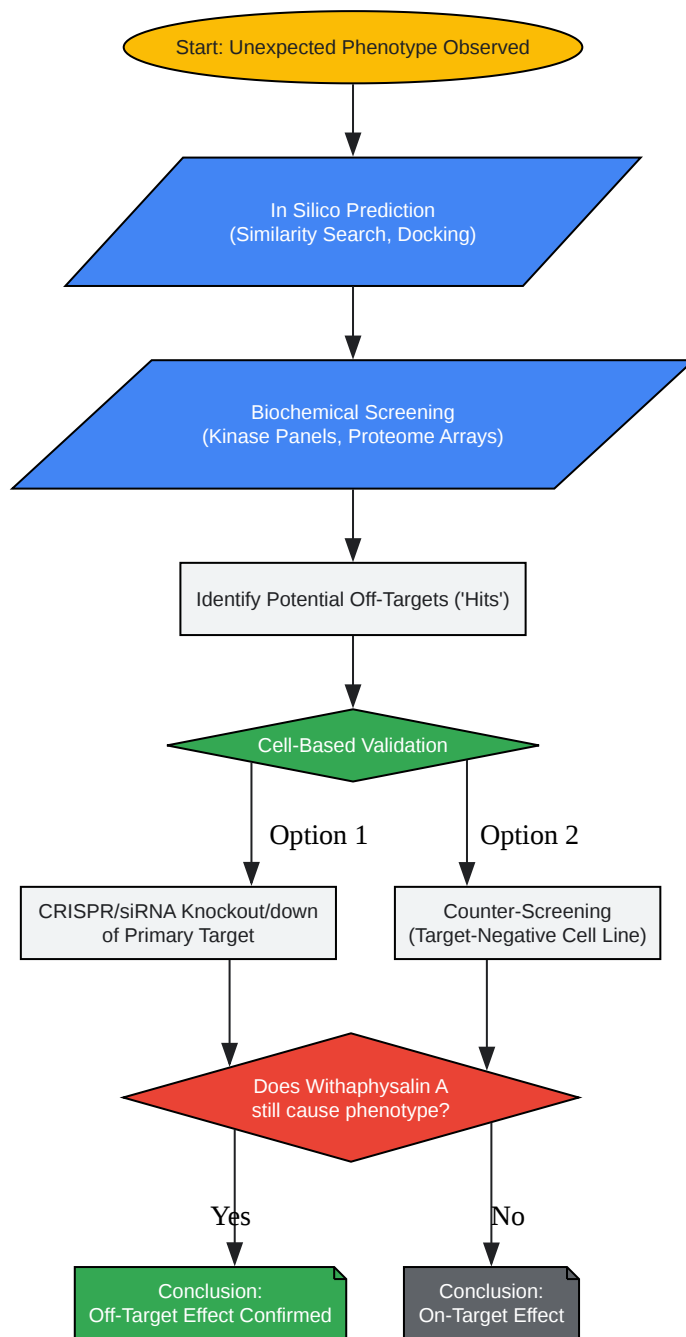 Start: Unexpected Phenotype Observed
In Silico Prediction
(Similarity Search, Docking)
Biochemical Screening
(Kinase Panels, Proteome Arrays)
Identify Potential Off-Targets ('Hits')
Cell-Based Validation
Option 1
Option 2
CRISPR/siRNA Knockout/down
of Primary Target
Counter-Screening
(Target-Negative Cell Line)
Does Withaphysalin A
still cause phenotype?
Yes
No
Conclusion:
Off-Target Effect Confirmed
Conclusion:
On-Target Effect